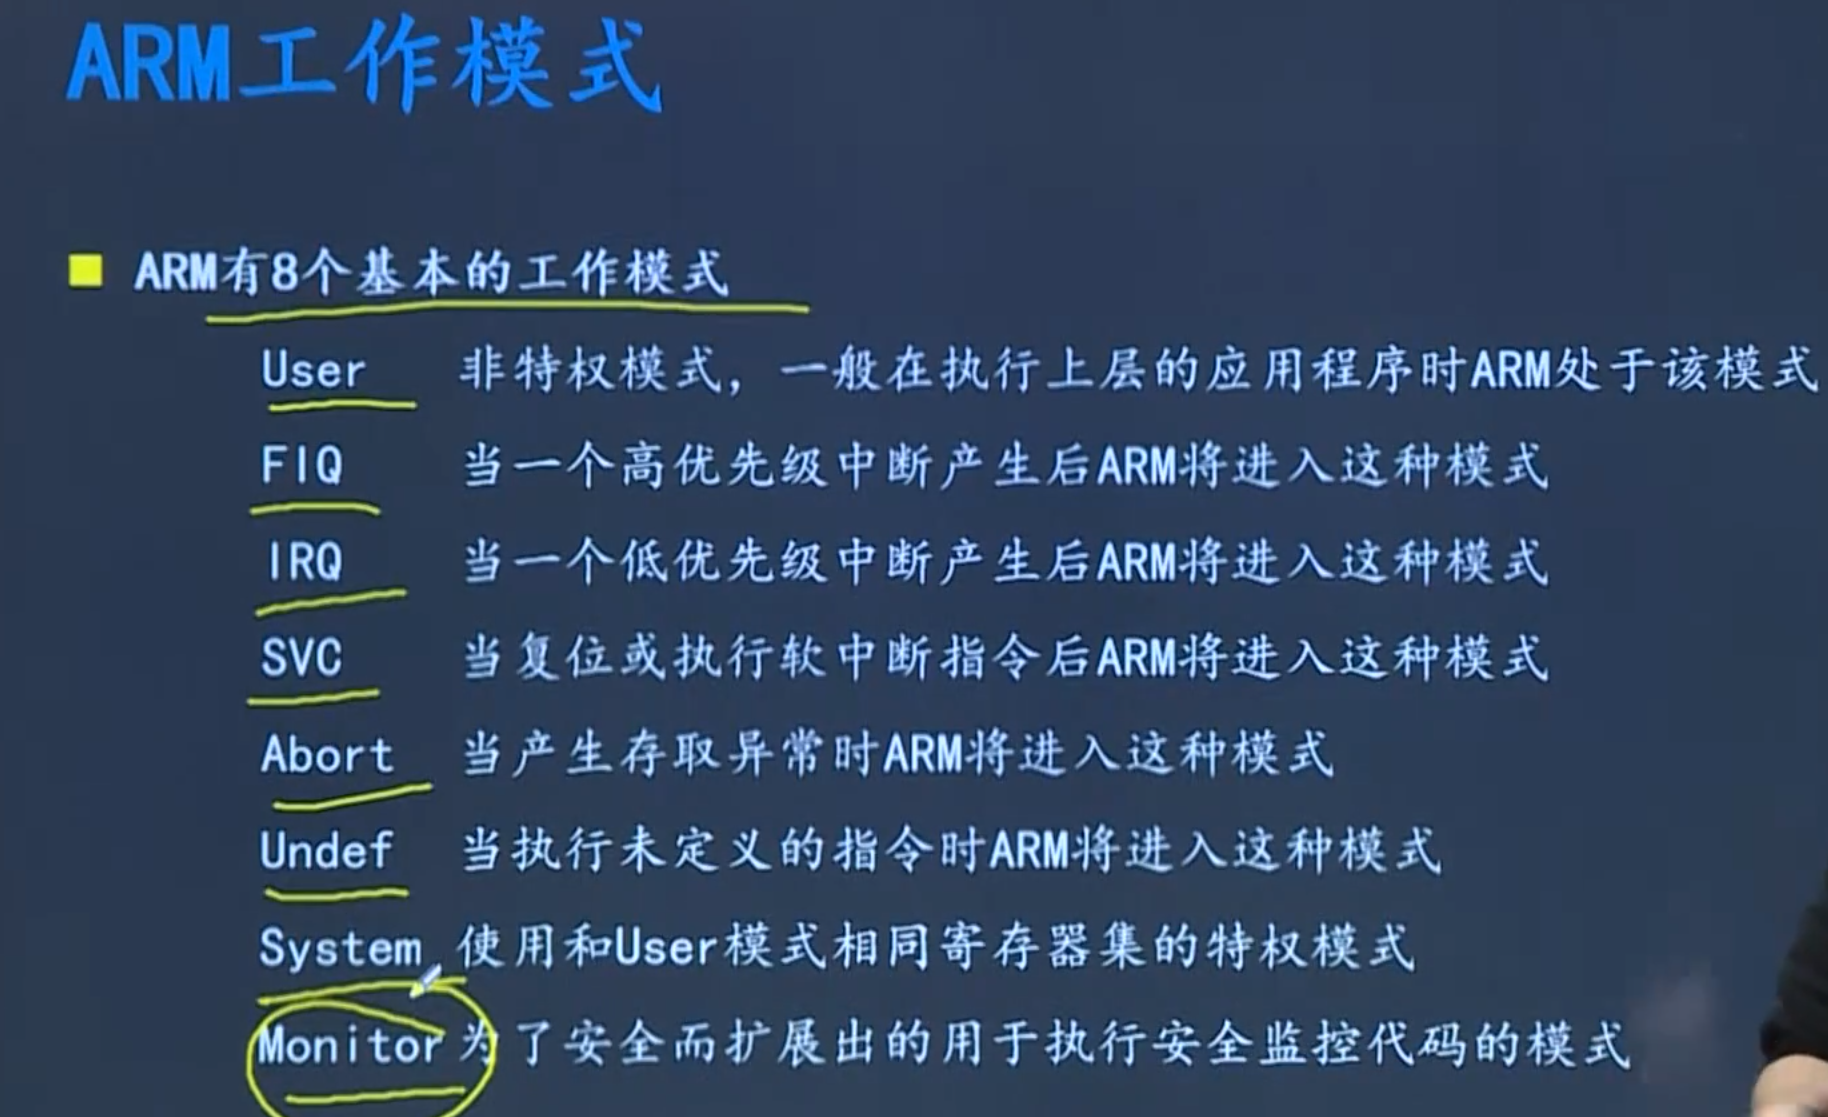 ARM工作模式
ARM有8个基本的工作模式
User 非特权模式，一般在执行上层的应用程序时ARM处于该模式
FIQ 当一个高优先级中断产生后ARM将进入这种模式
IRQ 当一个低优先级中断产生后ARM将进入这种模式
SVC 当复位或执行软中断指令后ARM将进入这种模式
Abort 当产生存取异常时ARM将进入这种模式
Undef 当执行未定义的指令时ARM将进入这种模式
System 使用和User模式相同寄存器集的特权模式
Monitor 为了安全而扩展出的用于执行安全监控代码的模式